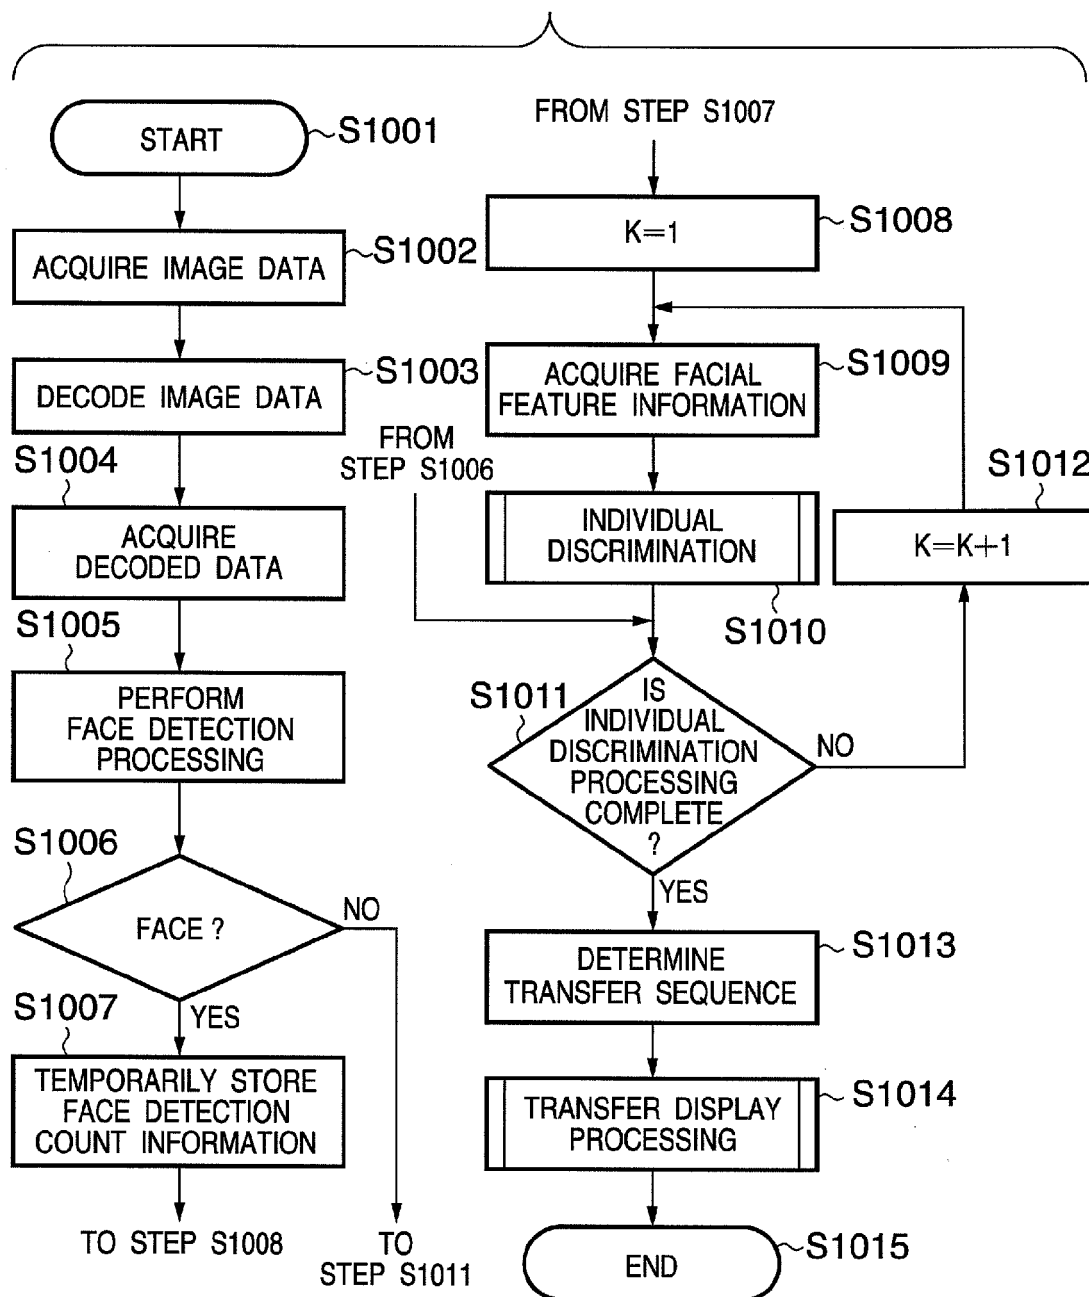 START
S1001
ACQUIRE IMAGE DATA
S1002
DECODE IMAGE DATA
S1003
S1004
ACQUIRE
DECODED DATA
S1005
PERFORM
FACE DETECTION
PROCESSING
S1006
FACE ?
NO
YES
S1007
TEMPORARILY STORE
FACE DETECTION
COUNT INFORMATION
TO STEP S1008
TO
STEP S1011
FROM STEP S1007
K=1
S1008
ACQUIRE FACIAL
FEATURE INFORMATION
S1009
FROM
STEP S1006
INDIVIDUAL
DISCRIMINATION
S1010
S1012
K=K+1
S1011
IS
INDIVIDUAL
DISCRIMINATION
PROCESSING
COMPLETE
?
NO
YES
DETERMINE
TRANSFER SEQUENCE
S1013
TRANSFER DISPLAY
PROCESSING
S1014
END
S1015